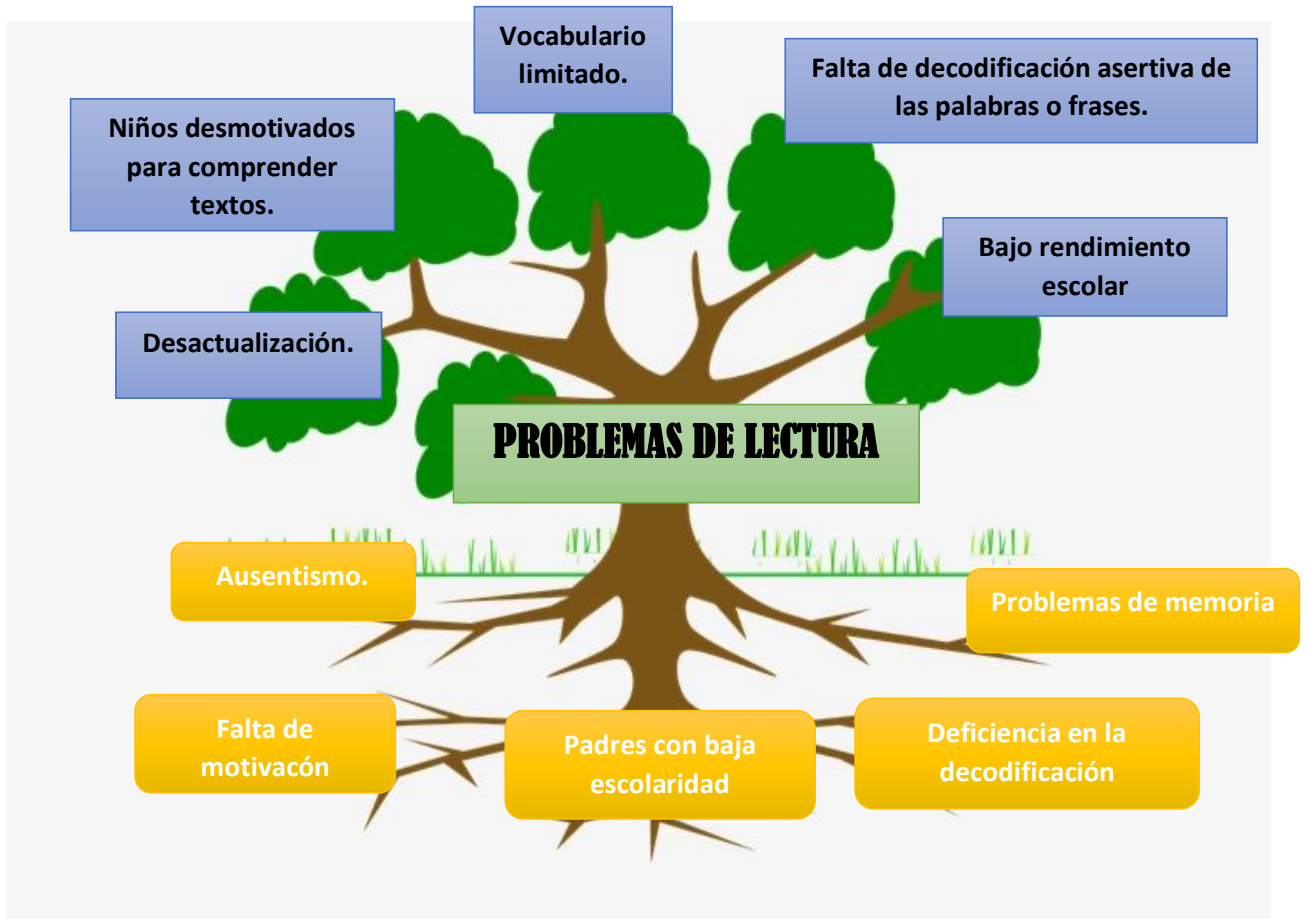 Vocabulario
limitado.
Falta de decodificación asertiva de
las palabras o frases.
Niños desmotivados
para comprender
textos.
Bajo rendimiento
escolar
Desactualización.
PROBLEMAS DE LECTURA
Ausentismo.
Problemas de memoria
Falta de
motivacón
Padres con baja
escolaridad
Deficiencia en la
decodificación